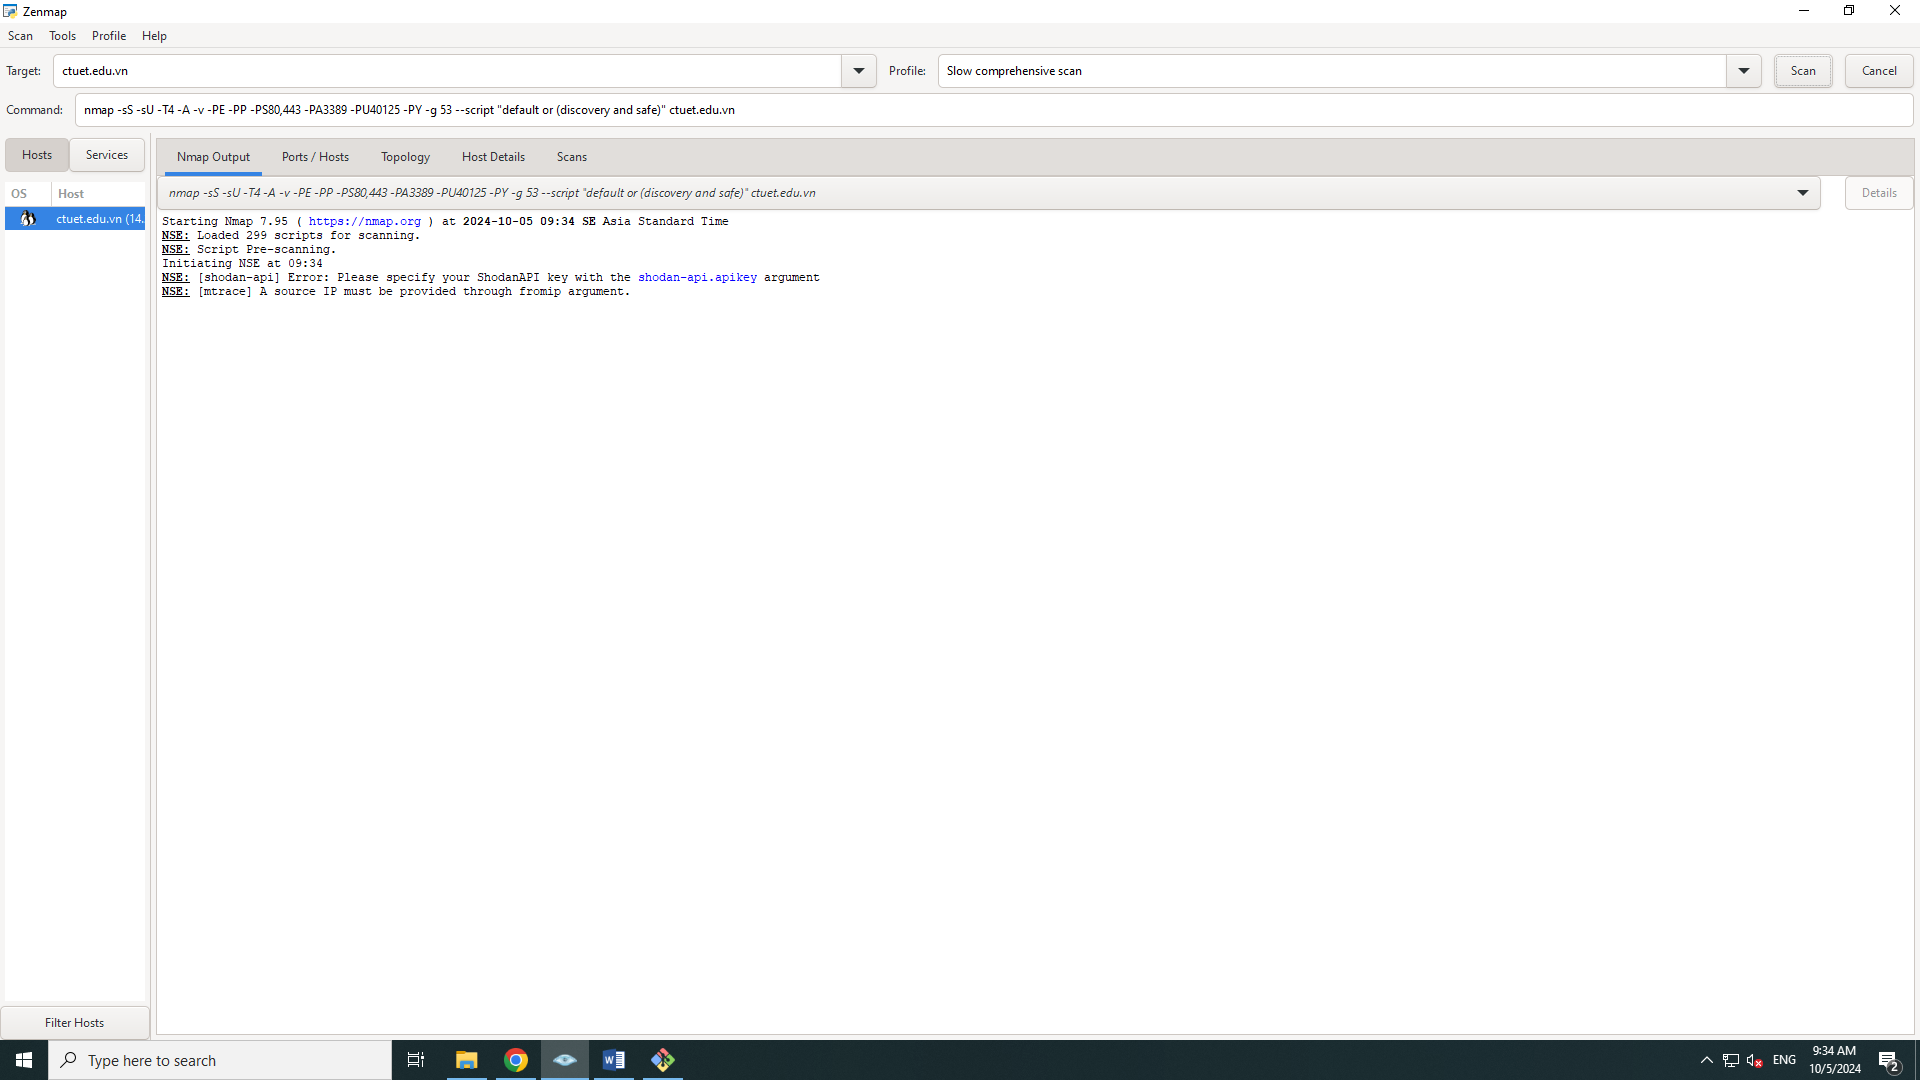 Zenmap
Scan Tools Profile Help
Target: ctuet.edu.vn Profile: Slow comprehensive scan Scan Cancel
Command: nmap -sS -sU -T4 -A -v -PE -PP -PS80,443 -PA3389 -PU40125 -PY -g 53 --script "default or (discovery and safe)" ctuet.edu.vn
Hosts Services
Nmap Output Ports / Hosts Topology Host Details Scans
nmap -sS -sU -T4 -A -v -PE -PP -PS80,443 -PA3389 -PU40125 -PY -g 53 --script "default or (discovery and safe)" ctuet.edu.vn Details
OS Host
ctuet.edu.vn (14.
Starting Nmap 7.95 ( https://nmap.org ) at 2024-10-05 09:34 SE Asia Standard Time
NSE: Loaded 299 scripts for scanning.
NSE: Script Pre-scanning.
Initiating NSE at 09:34
NSE: [shodan-api] Error: Please specify your ShodanAPI key with the shodan-api.apikey argument
NSE: [mtrace] A source IP must be provided through fromip argument.
Filter Hosts
Type here to search
W
ENG
9:34 AM
10/5/2024
2